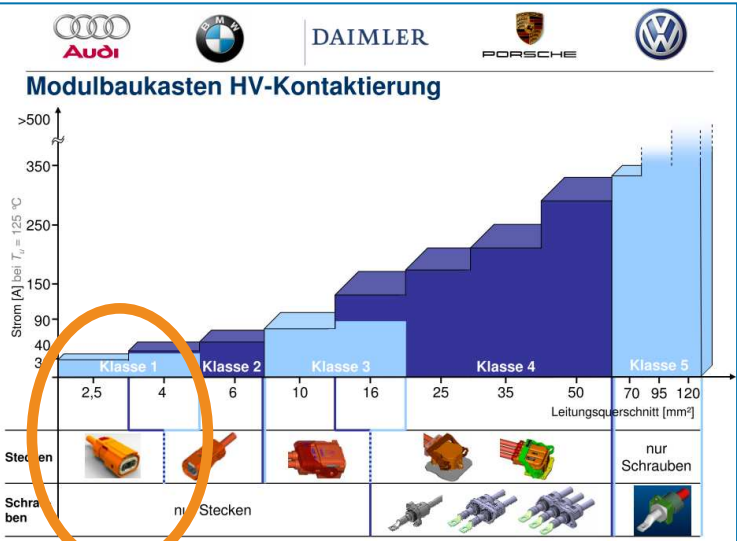 Audi
BMW
DAIMLER
PORSCHE
Modulbaukasten HV-Kontaktierung
>500
350
250
150
90
40
Strom [A] bei Tᵤ = 125 °C
Klasse 1
Klasse 2
Klasse 3
Klasse 4
Klasse 5
2,5 4 6 10 16 25 35 50 70 95 120
Leitungsquerschnitt [mm²]
nur
Schrauben
ben
Stecken